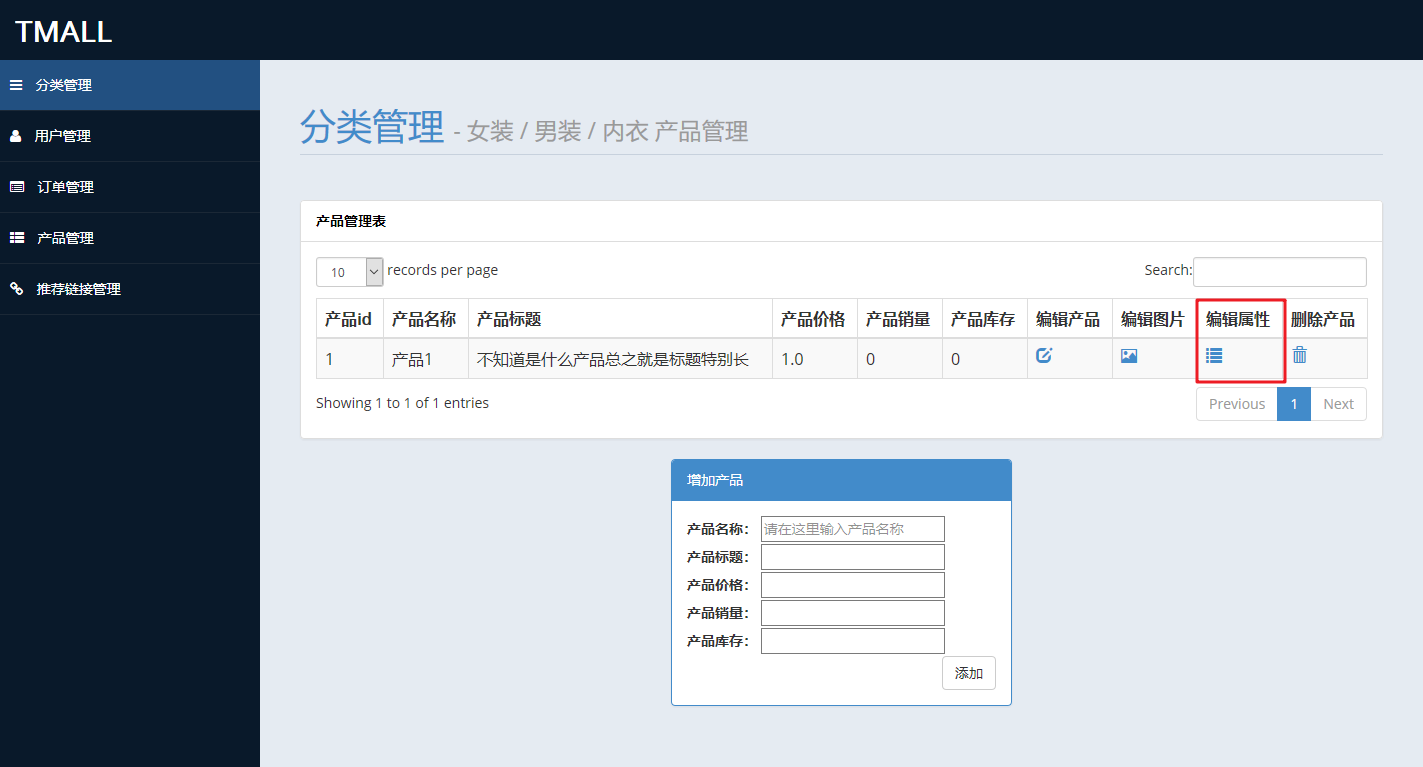 TMALL
分类管理
用户管理
订单管理
产品管理
推荐链接管理
分类管理 - 女装 / 男装 / 内衣 产品管理
产品管理表
10 records per page Search:
产品id 产品名称 产品标题 产品价格 产品销量 产品库存 编辑产品 编辑图片 编辑属性 删除产品
1 产品1 不知道是什么产品总之就是标题特别长 1.0 0 0
Showing 1 to 1 of 1 entries Previous 1 Next
增加产品
产品名称: 请在这里输入产品名称
产品标题:
产品价格:
产品销量:
产品库存:
添加